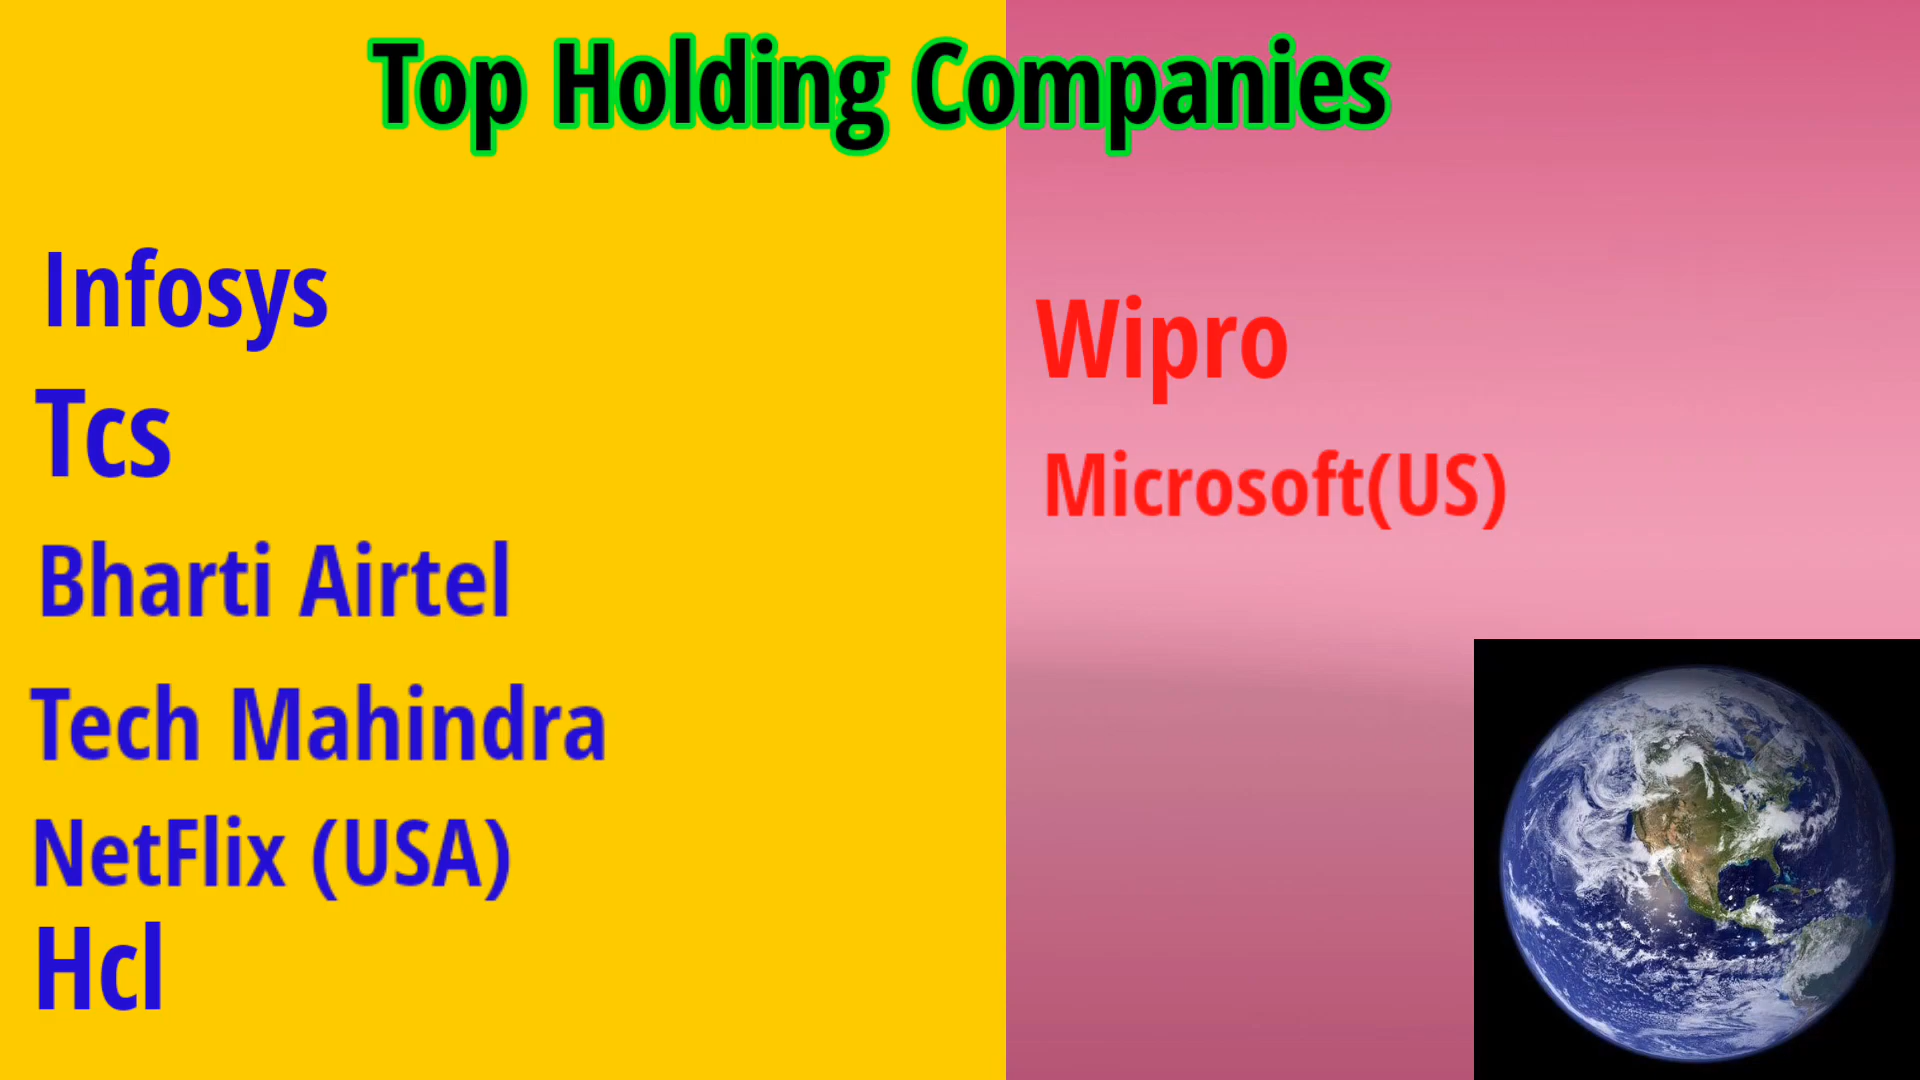 Top Holding Companies
Infosys
Tcs
Bharti Airtel
Tech Mahindra
NetFlix (USA)
Hcl
Wipro
Microsoft(US)